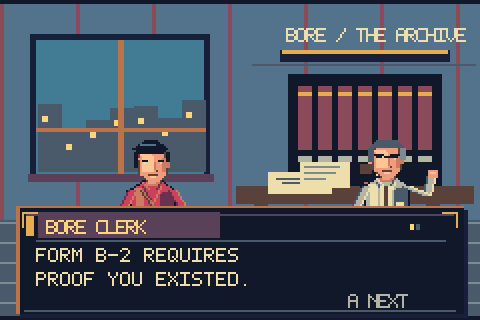 BORE / THE ARCHIVE
BORE CLERK
FORM B-2 REQUIRES
PROOF YOU EXISTED.
A NEXT